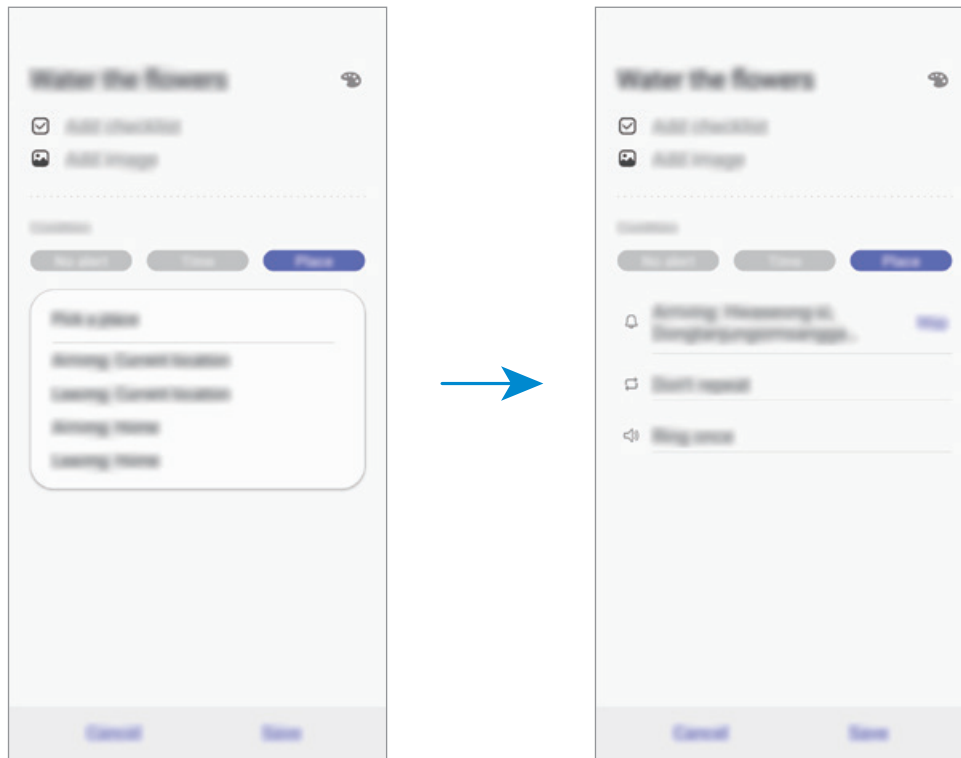 Water the flowers
Add checklist
Add image
No alert
Time
Place
Pick a place
Arriving: Current location
Leaving: Current location
Arriving: Home
Leaving: Home
Cancel
Save
Water the flowers
Add checklist
Add image
No alert
Time
Place
Arriving:
Map
Don't repeat
Ring once
Cancel
Save